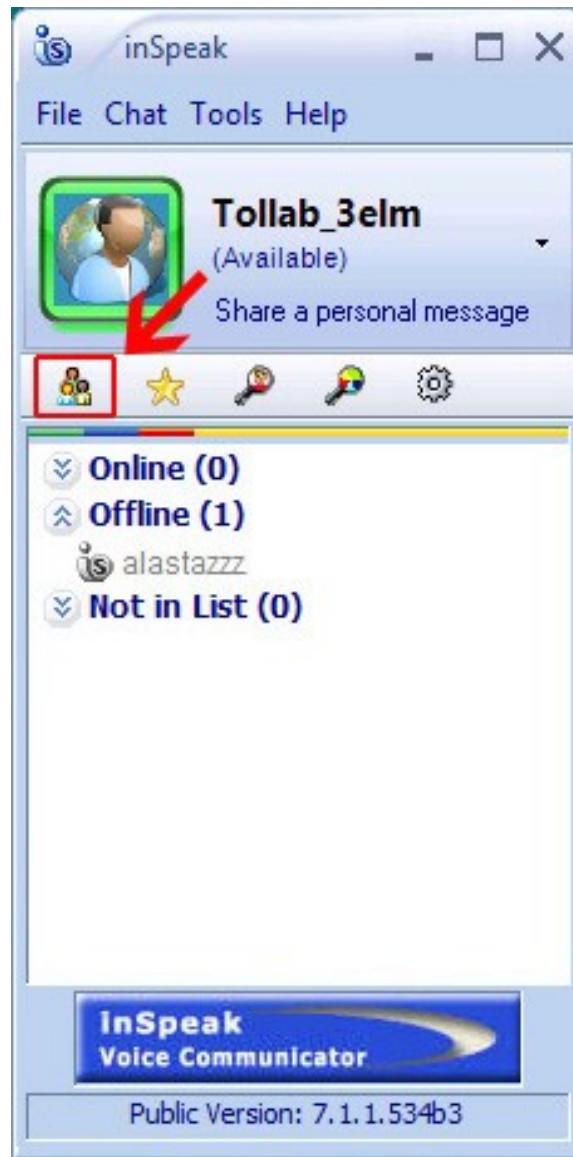 inSpeak
File Chat Tools Help
Tollab_3elm
(Available)
Share a personal message
Online (0)
Offline (1)
alastazzz
Not in List (0)
inSpeak
Voice Communicator
Public Version: 7.1.1.534b3